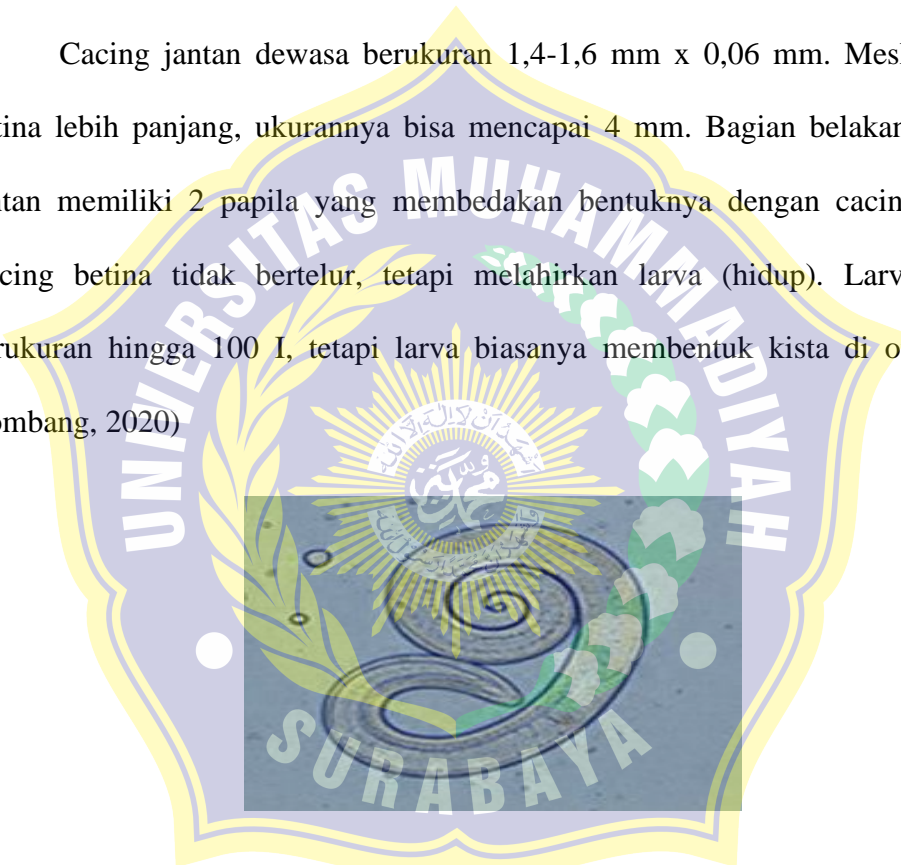 Cacing jantan dewasa berukuran 1,4-1,6 mm x 0,06 mm. Mes
tina lebih panjang, ukurannya bisa mencapai 4 mm. Bagian belakan
ntan memiliki 2 papila yang membedakan bentuknya dengan cacin
cing betina tidak bertelur, tetapi melahirkan larva (hidup). Larv
rukuran hingga 100 I, tetapi larva biasanya membentuk kista di o
ombang, 2020)
UNIVERSITAS MUHAMMADIYAH
SURABAYA